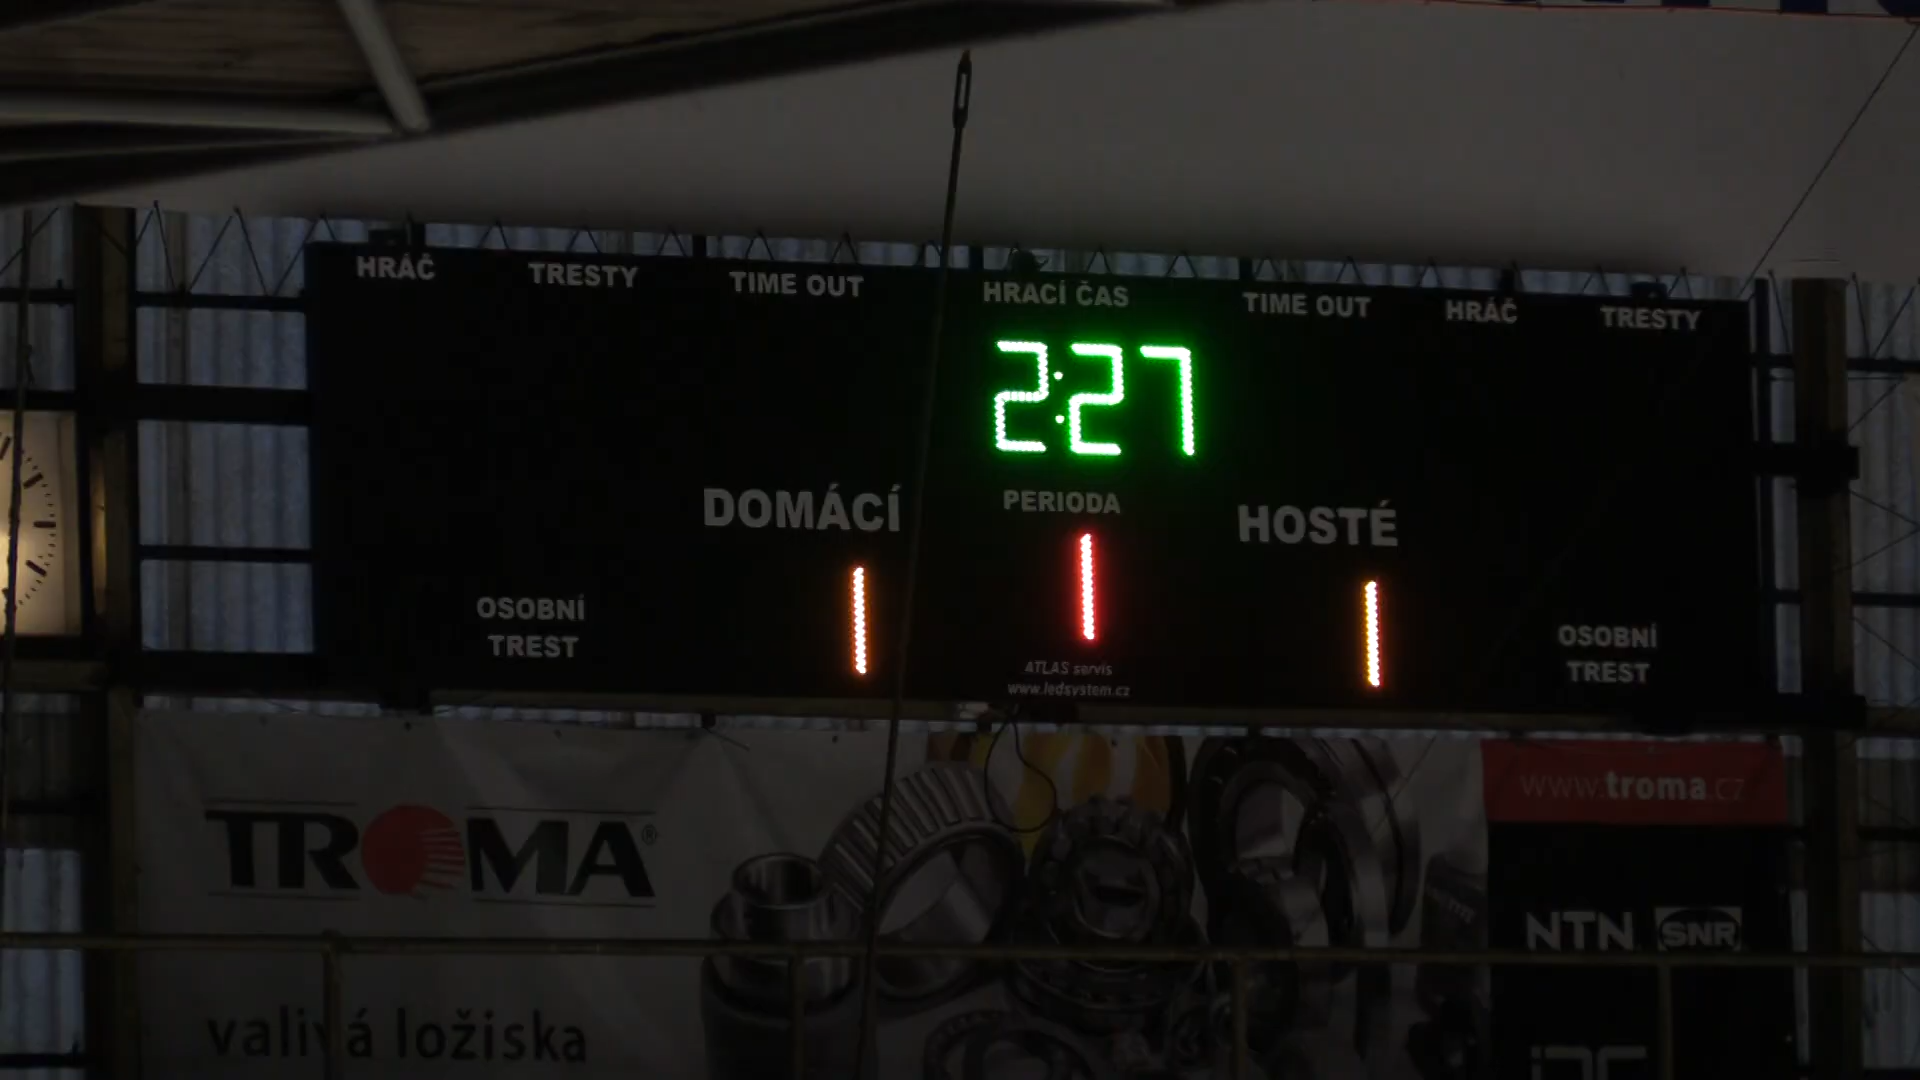 HRÁČ TRESTY TIME OUT HRACÍ ČAS TIME OUT HRÁČ TRESTY
2:27
DOMÁCÍ PERIODA HOSTÉ
1 1 1
OSOBNÍ TREST
ATLAS servis
www.ledsystem.cz
OSOBNÍ TREST
TROMA®
valivá ložiska
www.troma.cz
NTN SNR